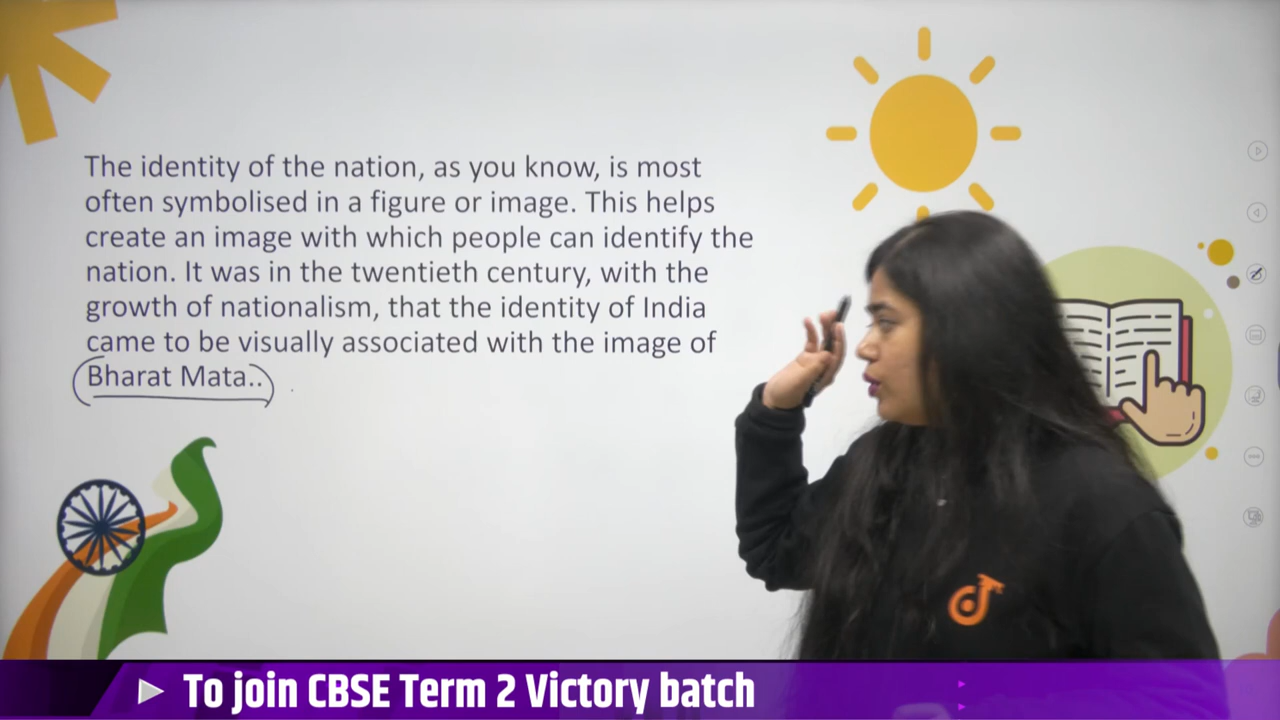 The identity of the nation, as you know, is most
often symbolised in a figure or image. This helps
create an image with which people can identify the
nation. It was in the twentieth century, with the
growth of nationalism, that the identity of India
came to be visually associated with the image of
Bharat Mata..
To join CBSE Term 2 Victory batch